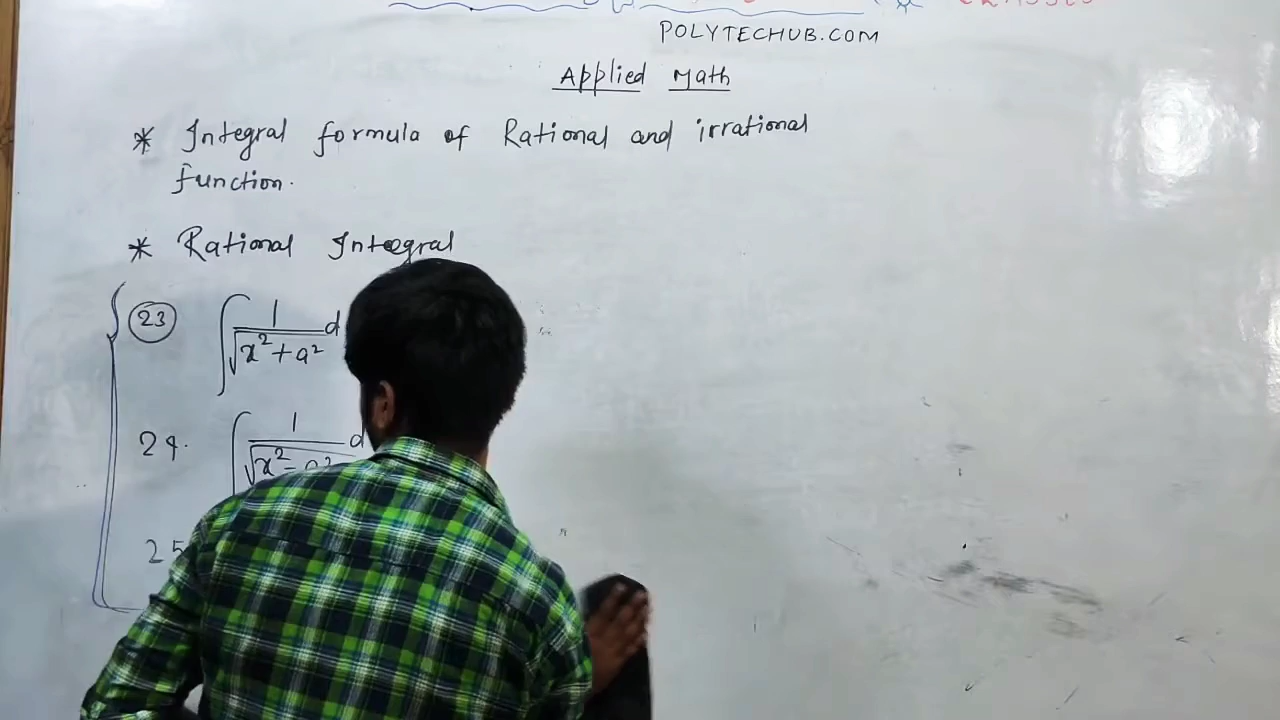 POLYTECHUB.COM
Applied Math
* Integral formula of Rational and irrational
function.
* Rational Integral
23 ∫ 1/√(x²+a²) d
24. ∫ 1/√(x²-a² d
25